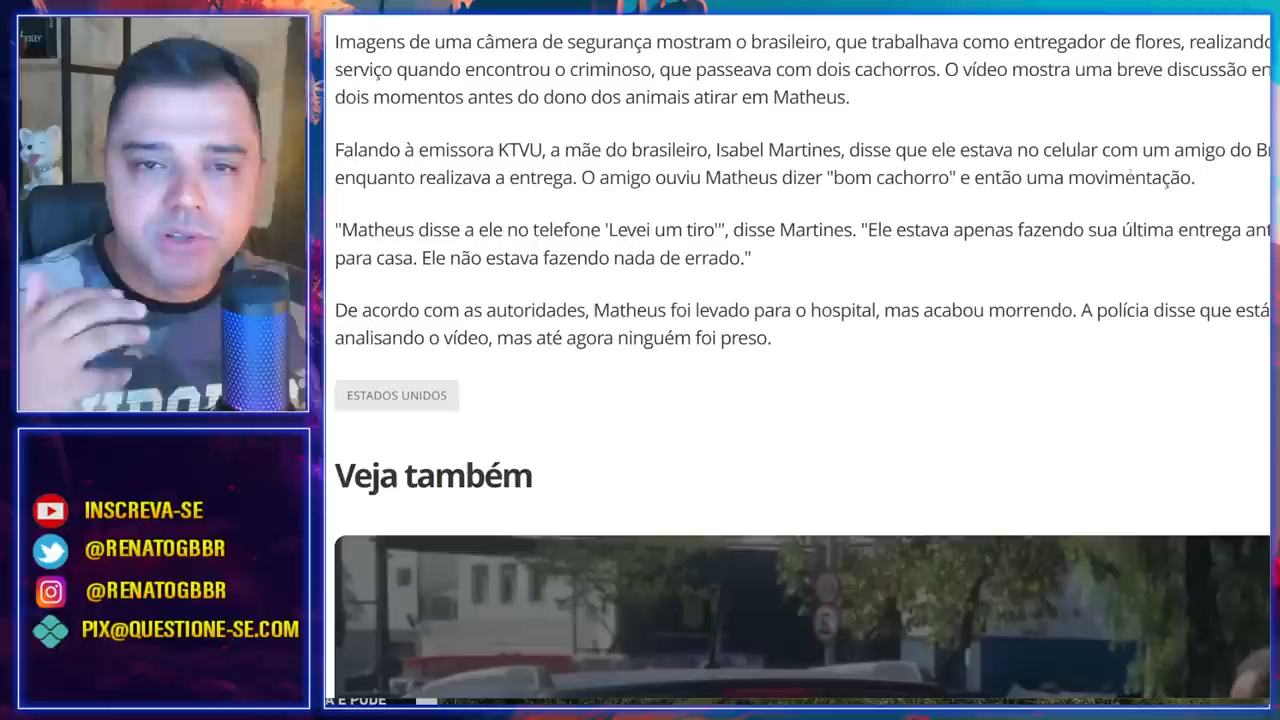 Imagens de uma câmera de segurança mostram o brasileiro, que trabalhava como entregador de flores, realizando
serviço quando encontrou o criminoso, que passeava com dois cachorros. O vídeo mostra uma breve discussão en
dois momentos antes do dono dos animais atirar em Matheus.
Falando à emissora KTVU, a mãe do brasileiro, Isabel Martines, disse que ele estava no celular com um amigo do Br
enquanto realizava a entrega. O amigo ouviu Matheus dizer "bom cachorro" e então uma movimentação.
"Matheus disse a ele no telefone 'Levei um tiro'", disse Martines. "Ele estava apenas fazendo sua última entrega ant
para casa. Ele não estava fazendo nada de errado."
De acordo com as autoridades, Matheus foi levado para o hospital, mas acabou morrendo. A polícia disse que está
analisando o vídeo, mas até agora ninguém foi preso.
ESTADOS UNIDOS
Veja também
INSCREVA-SE
@RENATOGBBR
@RENATOGBBR
PIX@QUESTIONE-SE.COM
A E PUDE